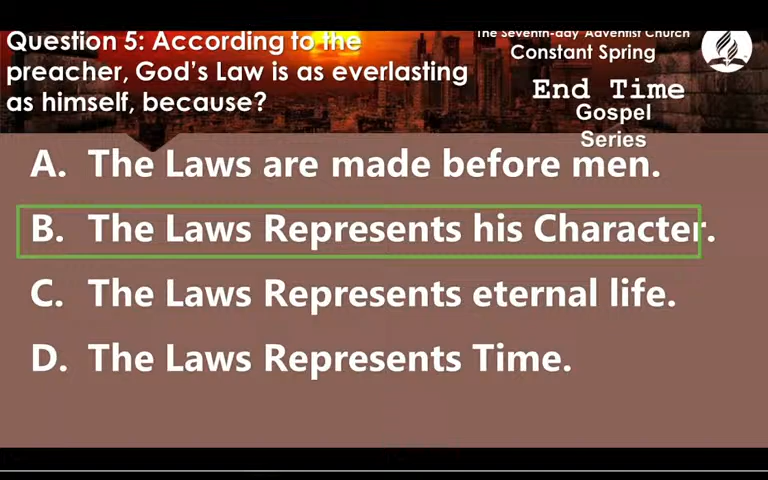 Question 5: According to the
preacher, God's Law is as everlasting
as himself, because?
The Seventh-day Adventist Church
Constant Spring
End Time
Gospel
Series
A. The Laws are made before men.
B. The Laws Represents his Character.
C. The Laws Represents eternal life.
D. The Laws Represents Time.